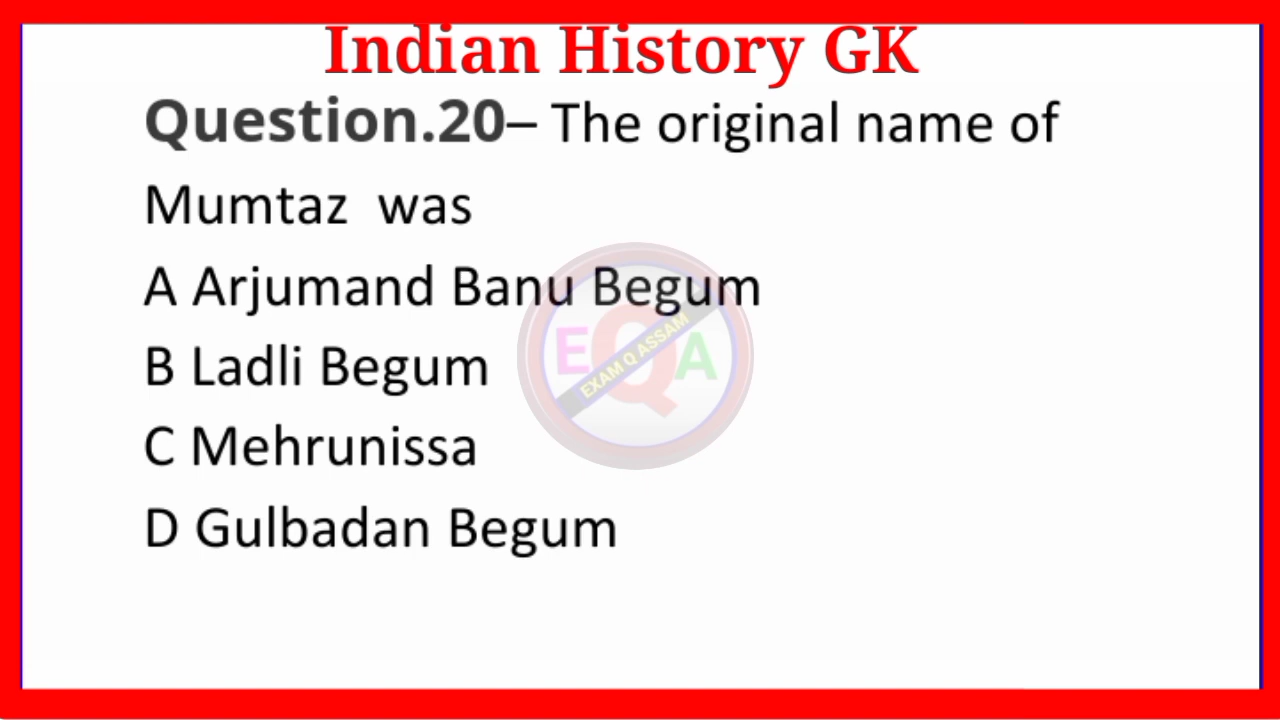 Indian History GK
Question.20– The original name of
Mumtaz was
A Arjumand Banu Begum
B Ladli Begum
C Mehrunissa
D Gulbadan Begum
EQA
EXAM Q ASSAM